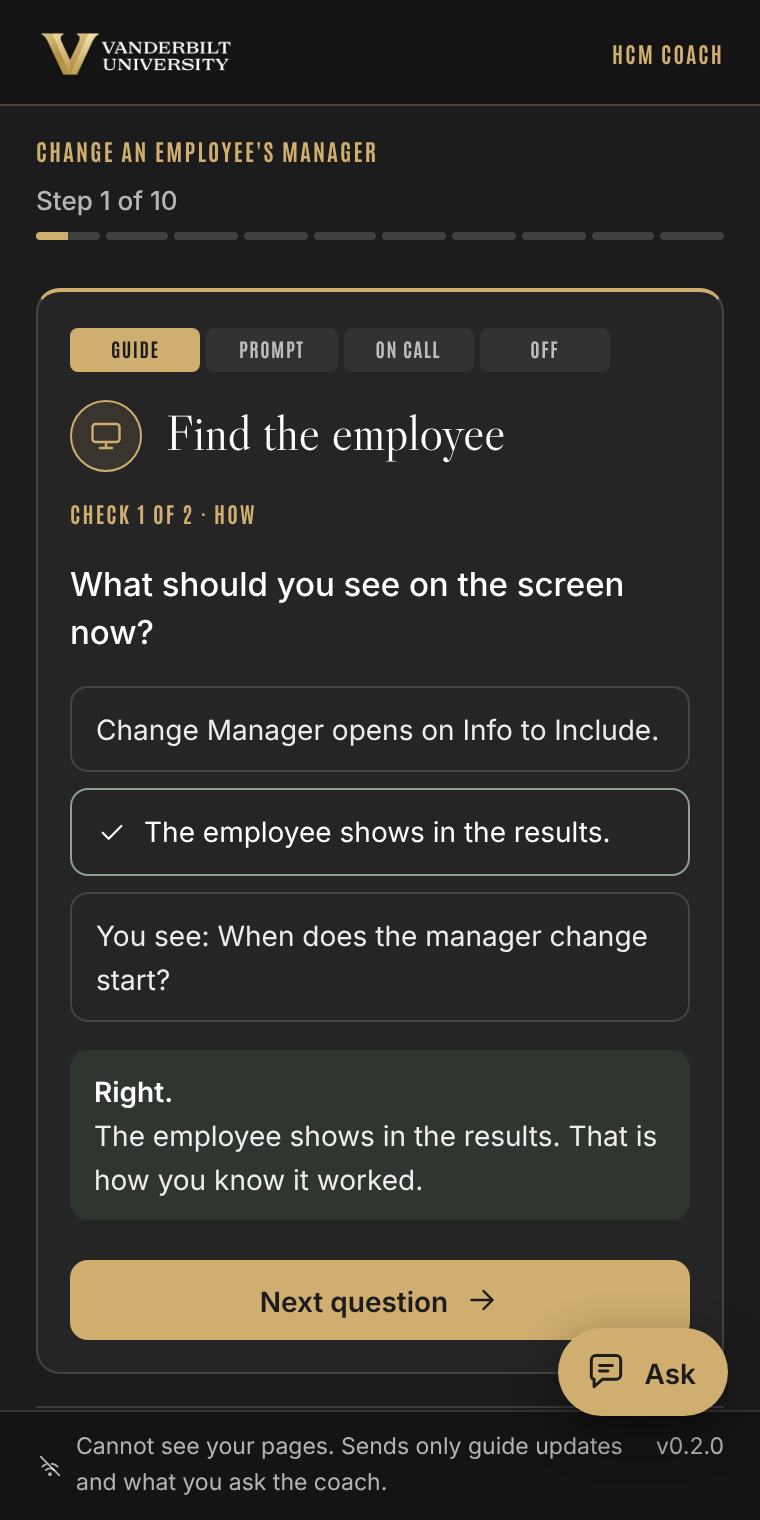 VANDERBILT
UNIVERSITY
HCM COACH
CHANGE AN EMPLOYEE'S MANAGER
Step 1 of 10
GUIDE
PROMPT
ON CALL
OFF
Find the employee
CHECK 1 OF 2 · HOW
What should you see on the screen
now?
Change Manager opens on Info to Include.
The employee shows in the results.
You see: When does the manager change
start?
Right.
The employee shows in the results. That is
how you know it worked.
Next question
Ask
Cannot see your pages. Sends only guide updates
and what you ask the coach.
v0.2.0